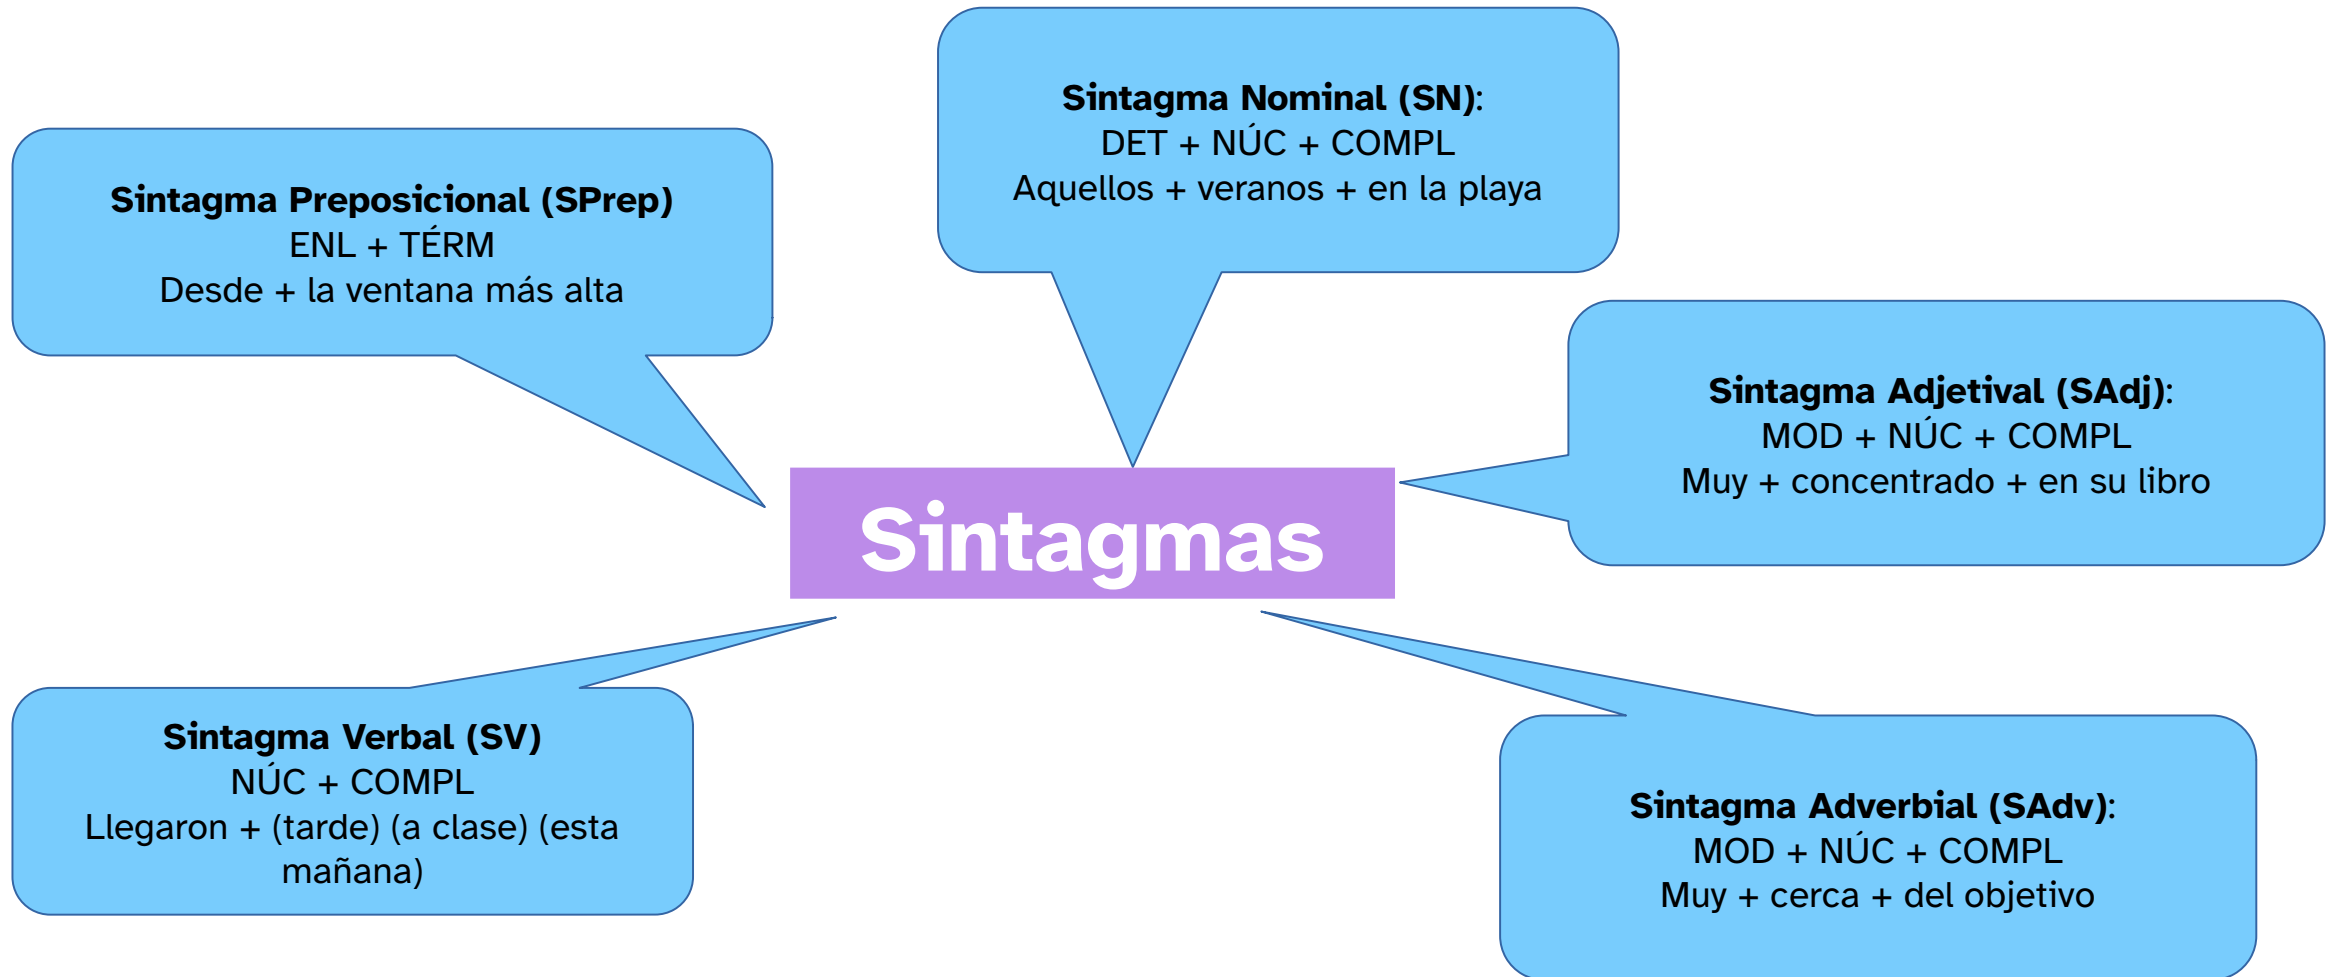 Sintagma Nominal (SN):
DET + NÚC + COMPL
Aquellos + veranos + en la playa
Sintagma Preposicional (SPrep)
ENL + TÉRM
Desde + la ventana más alta
Sintagma Adjetival (SAdj):
MOD + NÚC + COMPL
Muy + concentrado + en su libro
Sintagmas
Sintagma Verbal (SV)
NÚC + COMPL
Llegaron + (tarde) (a clase) (esta
mañana)
Sintagma Adverbial (SAdv):
MOD + NÚC + COMPL
Muy + cerca + del objetivo